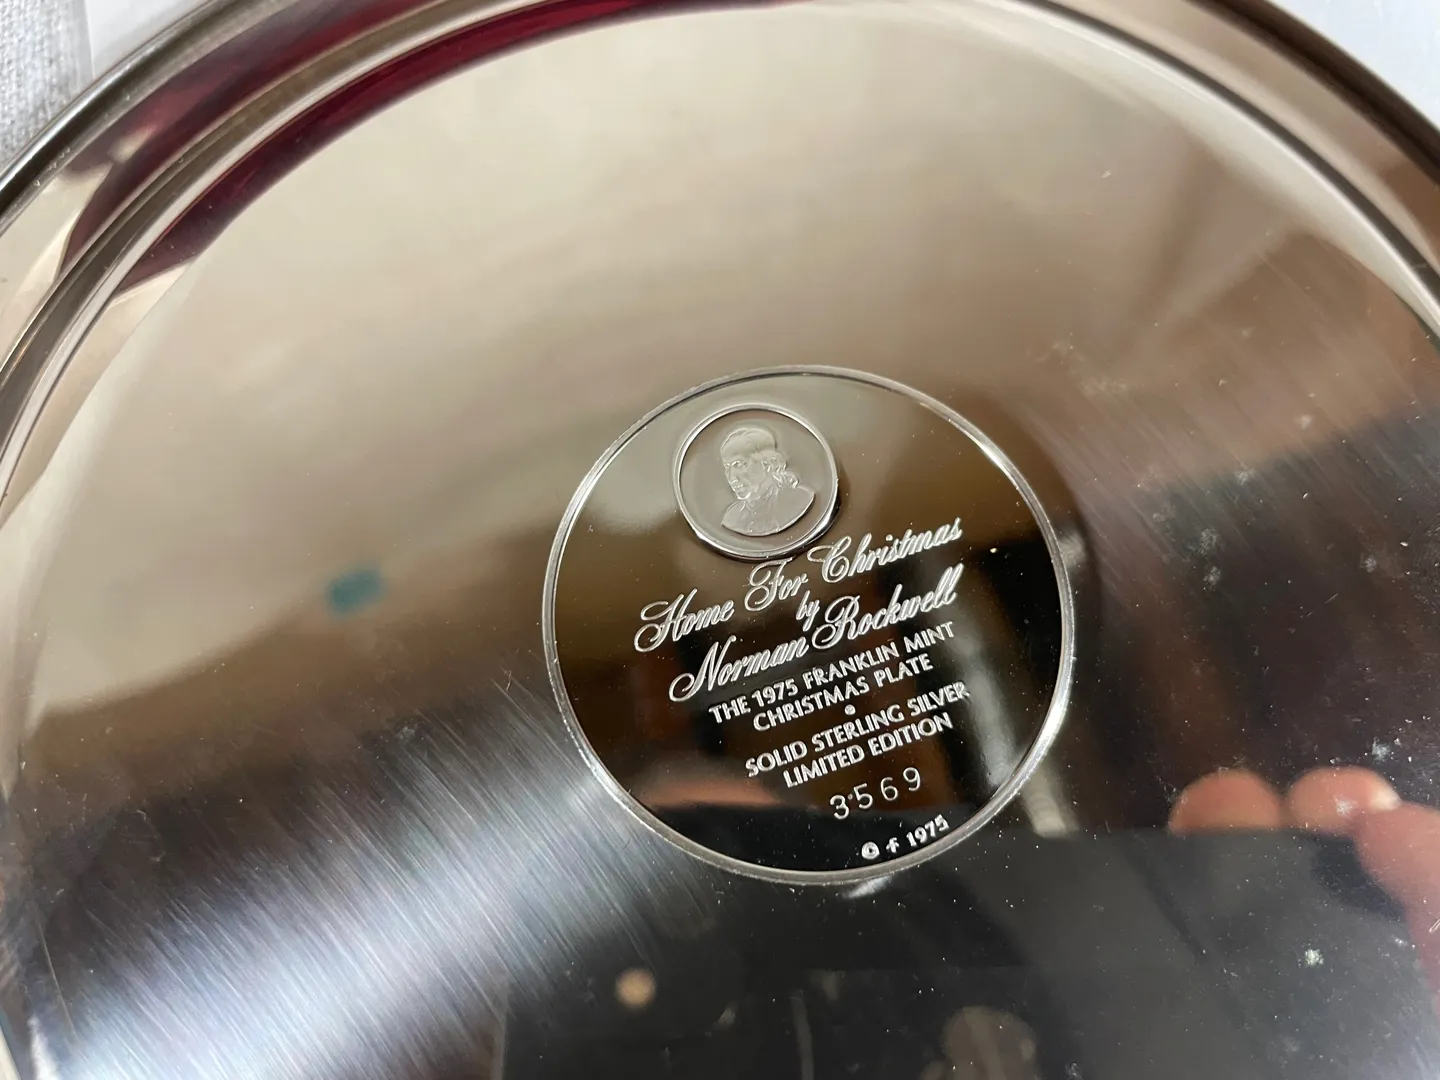 Home For Christmas
by
Norman Rockwell
THE 1975 FRANKLIN MINT
CHRISTMAS PLATE
SOLID STERLING SILVER
LIMITED EDITION
3569
© f 1975